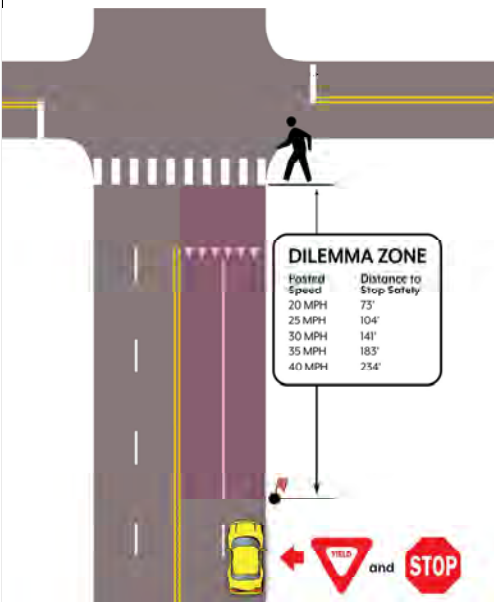 DILEMMA ZONE
Posted Distance to
Speed Stop Safely
20 MPH 73'
25 MPH 104'
30 MPH 141'
35 MPH 183'
40 MPH 234'
YIELD and STOP